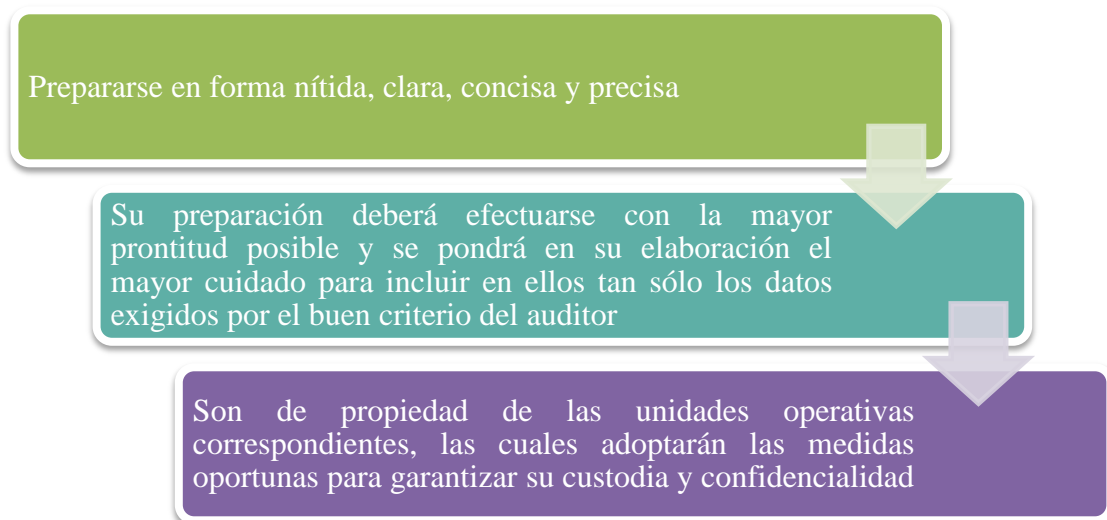 Prepararse en forma nítida, clara, concisa y precisa
Su preparación deberá efectuarse con la mayor
prontitud posible y se pondrá en su elaboración el
mayor cuidado para incluir en ellos tan sólo los datos
exigidos por el buen criterio del auditor
Son de propiedad de las unidades operativas
correspondientes, las cuales adoptarán las medidas
oportunas para garantizar su custodia y confidencialidad